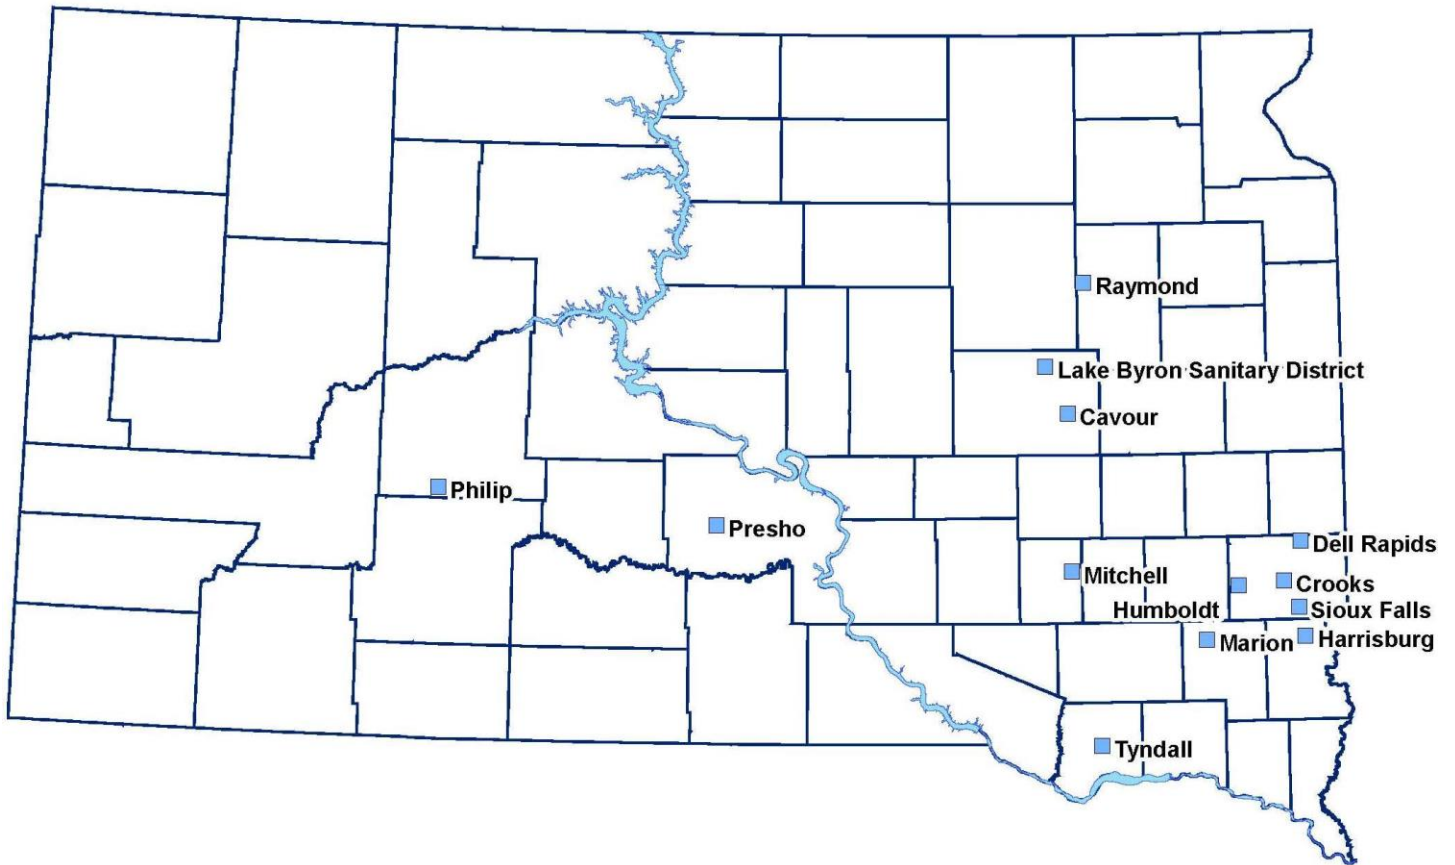 Raymond
Lake Byron Sanitary District
Cavour
Philip
Presho
Dell Rapids
Mitchell
Crooks
Humboldt
Sioux Falls
Marion
Harrisburg
Tyndall